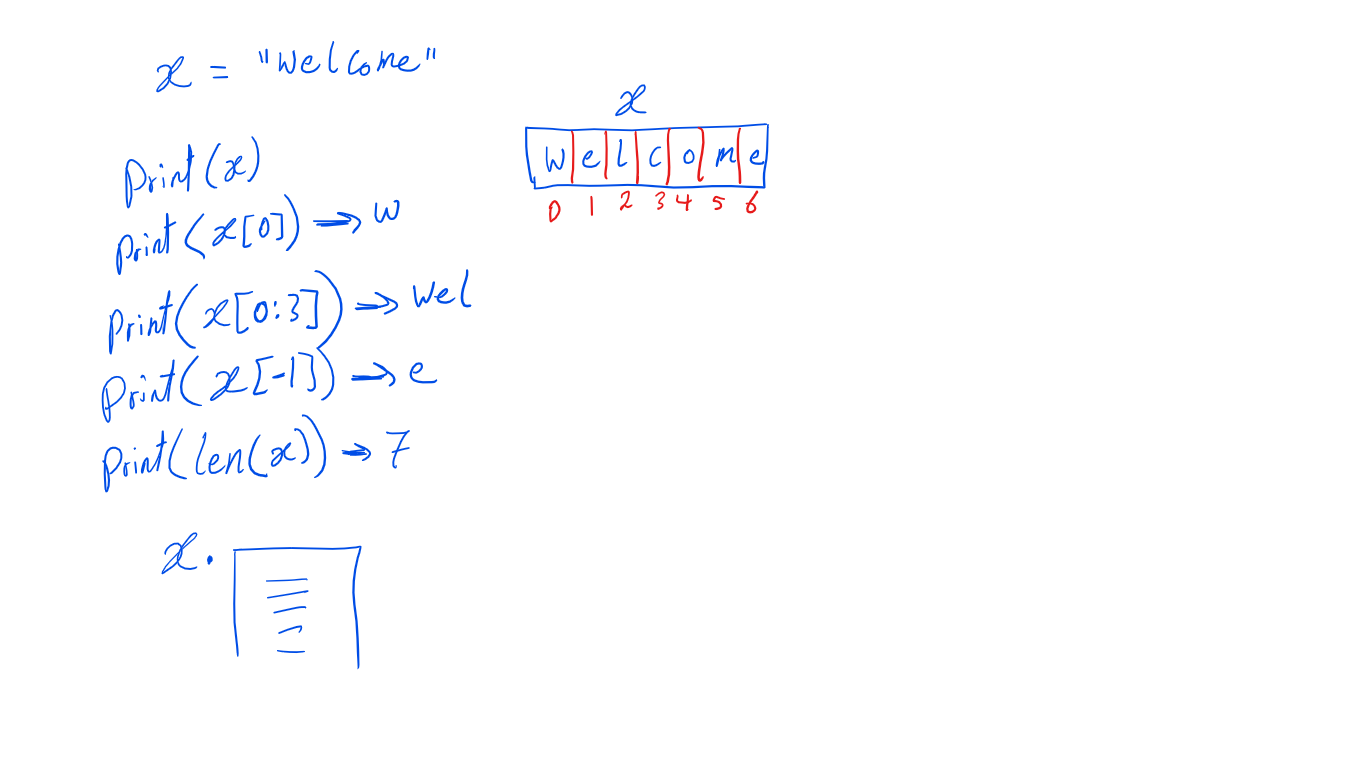 x = "Welcome"
Print(x)
print(x[0]) → W
print(x[0:3]) → Wel
print(x[-1]) → e
print(len(x)) → 7
x.
x
W e l c o m e
0 1 2 3 4 5 6